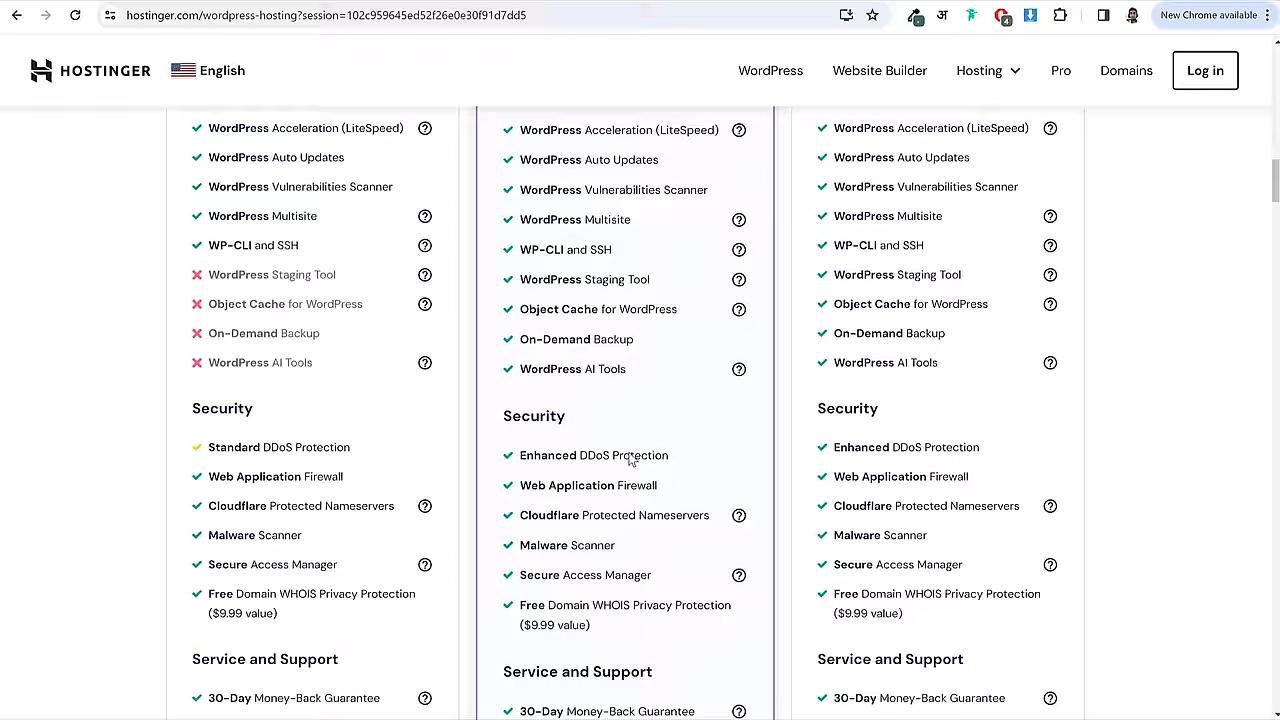 hostinger.com/wordpress-hosting?session=102c959645ed52f26e0e30f91d7dd5
अ
4
New Chrome available
HOSTINGER
English
WordPress
Website Builder
Hosting
Pro
Domains
Log in
WordPress Acceleration (LiteSpeed)
WordPress Auto Updates
WordPress Vulnerabilities Scanner
WordPress Multisite
WP-CLI and SSH
WordPress Staging Tool
Object Cache for WordPress
On-Demand Backup
WordPress AI Tools
Security
Standard DDoS Protection
Web Application Firewall
Cloudflare Protected Nameservers
Malware Scanner
Secure Access Manager
Free Domain WHOIS Privacy Protection
($9.99 value)
Service and Support
30-Day Money-Back Guarantee
WordPress Acceleration (LiteSpeed)
WordPress Auto Updates
WordPress Vulnerabilities Scanner
WordPress Multisite
WP-CLI and SSH
WordPress Staging Tool
Object Cache for WordPress
On-Demand Backup
WordPress AI Tools
Security
Enhanced DDoS Protection
Web Application Firewall
Cloudflare Protected Nameservers
Malware Scanner
Secure Access Manager
Free Domain WHOIS Privacy Protection
($9.99 value)
Service and Support
30-Day Money-Back Guarantee
WordPress Acceleration (LiteSpeed)
WordPress Auto Updates
WordPress Vulnerabilities Scanner
WordPress Multisite
WP-CLI and SSH
WordPress Staging Tool
Object Cache for WordPress
On-Demand Backup
WordPress AI Tools
Security
Enhanced DDoS Protection
Web Application Firewall
Cloudflare Protected Nameservers
Malware Scanner
Secure Access Manager
Free Domain WHOIS Privacy Protection
($9.99 value)
Service and Support
30-Day Money-Back Guarantee